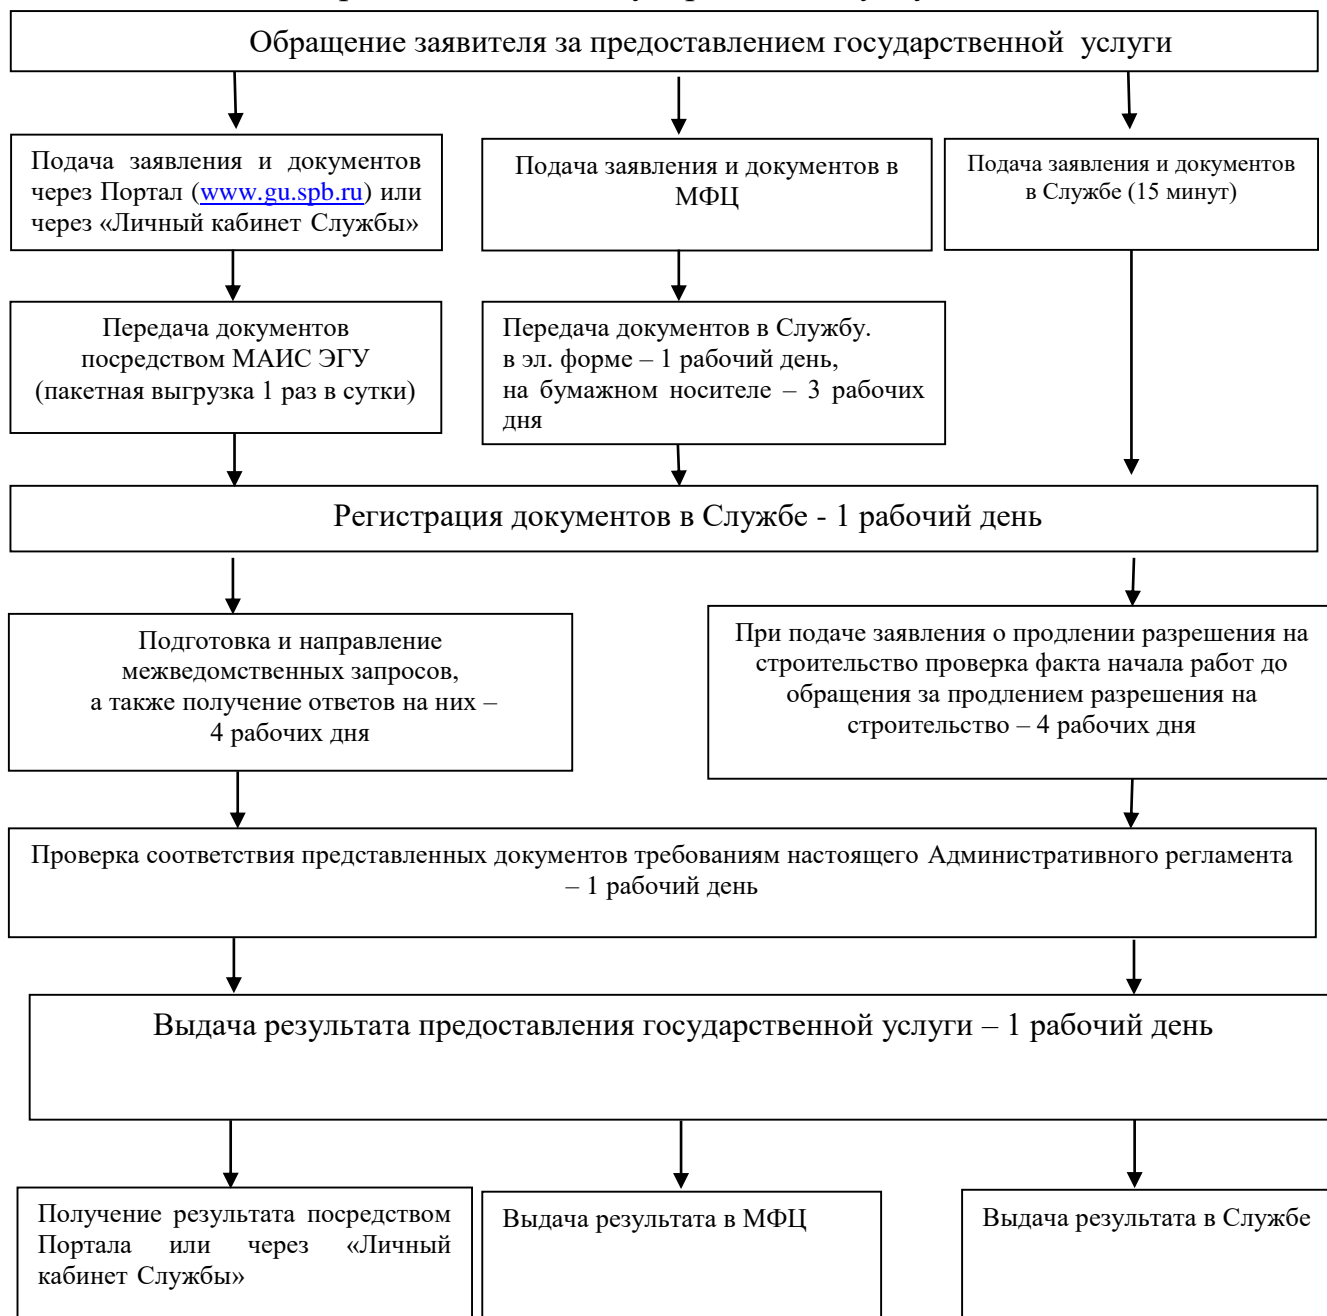 Обращение заявителя за предоставлением государственной услуги
Подача заявления и документов
через Портал (www.gu.spb.ru) или
через «Личный кабинет Службы»
Подача заявления и документов в
МФЦ
Подача заявления и документов
в Службе (15 минут)
Передача документов
посредством МАИС ЭГУ
(пакетная выгрузка 1 раз в сутки)
Передача документов в Службу.
в эл. форме – 1 рабочий день,
на бумажном носителе – 3 рабочих
дня
Регистрация документов в Службе - 1 рабочий день
Подготовка и направление
межведомственных запросов,
а также получение ответов на них –
4 рабочих дня
При подаче заявления о продлении разрешения на
строительство проверка факта начала работ до
обращения за продлением разрешения на
строительство – 4 рабочих дня
Проверка соответствия представленных документов требованиям настоящего Административного регламента
– 1 рабочий день
Выдача результата предоставления государственной услуги – 1 рабочий день
Получение результата посредством
Портала или через «Личный
кабинет Службы»
Выдача результата в МФЦ
Выдача результата в Службе